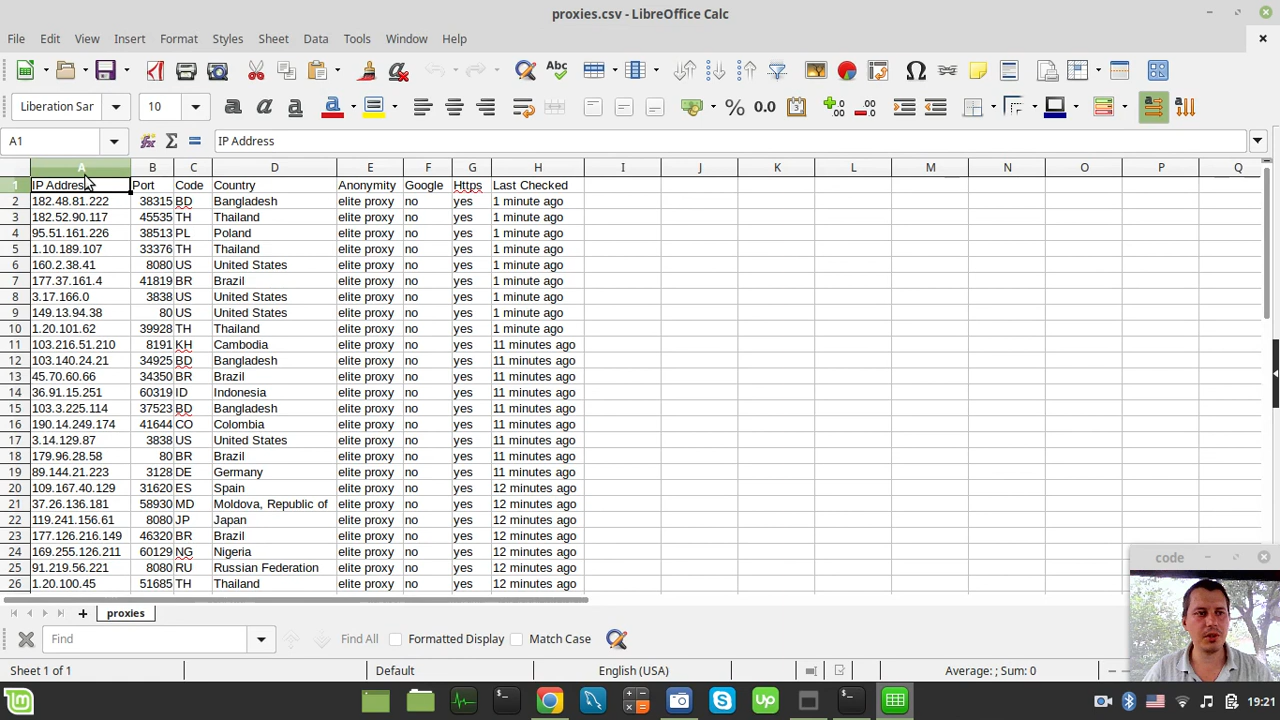 proxies.csv - LibreOffice Calc
File Edit View Insert Format Styles Sheet Data Tools Window Help
Liberation Sar 10
A1 IP Address
A B C D E F G H I J K L M N O P Q
1 IP Address Port Code Country Anonymity Google Https Last Checked
2 182.48.81.222 38315 BD Bangladesh elite proxy no yes 1 minute ago
3 182.52.90.117 45535 TH Thailand elite proxy no yes 1 minute ago
4 95.51.161.226 38513 PL Poland elite proxy no yes 1 minute ago
5 1.10.189.107 33376 TH Thailand elite proxy no yes 1 minute ago
6 160.2.38.41 8080 US United States elite proxy no yes 1 minute ago
7 177.37.161.4 41819 BR Brazil elite proxy no yes 1 minute ago
8 3.17.166.0 3838 US United States elite proxy no yes 1 minute ago
9 149.13.94.38 80 US United States elite proxy no yes 1 minute ago
10 1.20.101.62 39928 TH Thailand elite proxy no yes 1 minute ago
11 103.216.51.210 8191 KH Cambodia elite proxy no yes 11 minutes ago
12 103.140.24.21 34925 BD Bangladesh elite proxy no yes 11 minutes ago
13 45.70.60.66 34350 BR Brazil elite proxy no yes 11 minutes ago
14 36.91.15.251 60319 ID Indonesia elite proxy no yes 11 minutes ago
15 103.3.225.114 37523 BD Bangladesh elite proxy no yes 11 minutes ago
16 190.14.249.174 41644 CO Colombia elite proxy no yes 11 minutes ago
17 3.14.129.87 3838 US United States elite proxy no yes 11 minutes ago
18 179.96.28.58 80 BR Brazil elite proxy no yes 11 minutes ago
19 89.144.21.223 3128 DE Germany elite proxy no yes 11 minutes ago
20 109.167.40.129 31620 ES Spain elite proxy no yes 12 minutes ago
21 37.26.136.181 58930 MD Moldova, Republic of elite proxy no yes 12 minutes ago
22 119.241.156.61 8080 JP Japan elite proxy no yes 12 minutes ago
23 177.126.216.149 46320 BR Brazil elite proxy no yes 12 minutes ago
24 169.255.126.211 60129 NG Nigeria elite proxy no yes 12 minutes ago
25 91.219.56.221 8080 RU Russian Federation elite proxy no yes 12 minutes ago
26 1.20.100.45 51685 TH Thailand elite proxy no yes 12 minutes ago
code
proxies
Find Find All Formatted Display Match Case
Sheet 1 of 1 Default English (USA) Average: ; Sum: 0
19:21